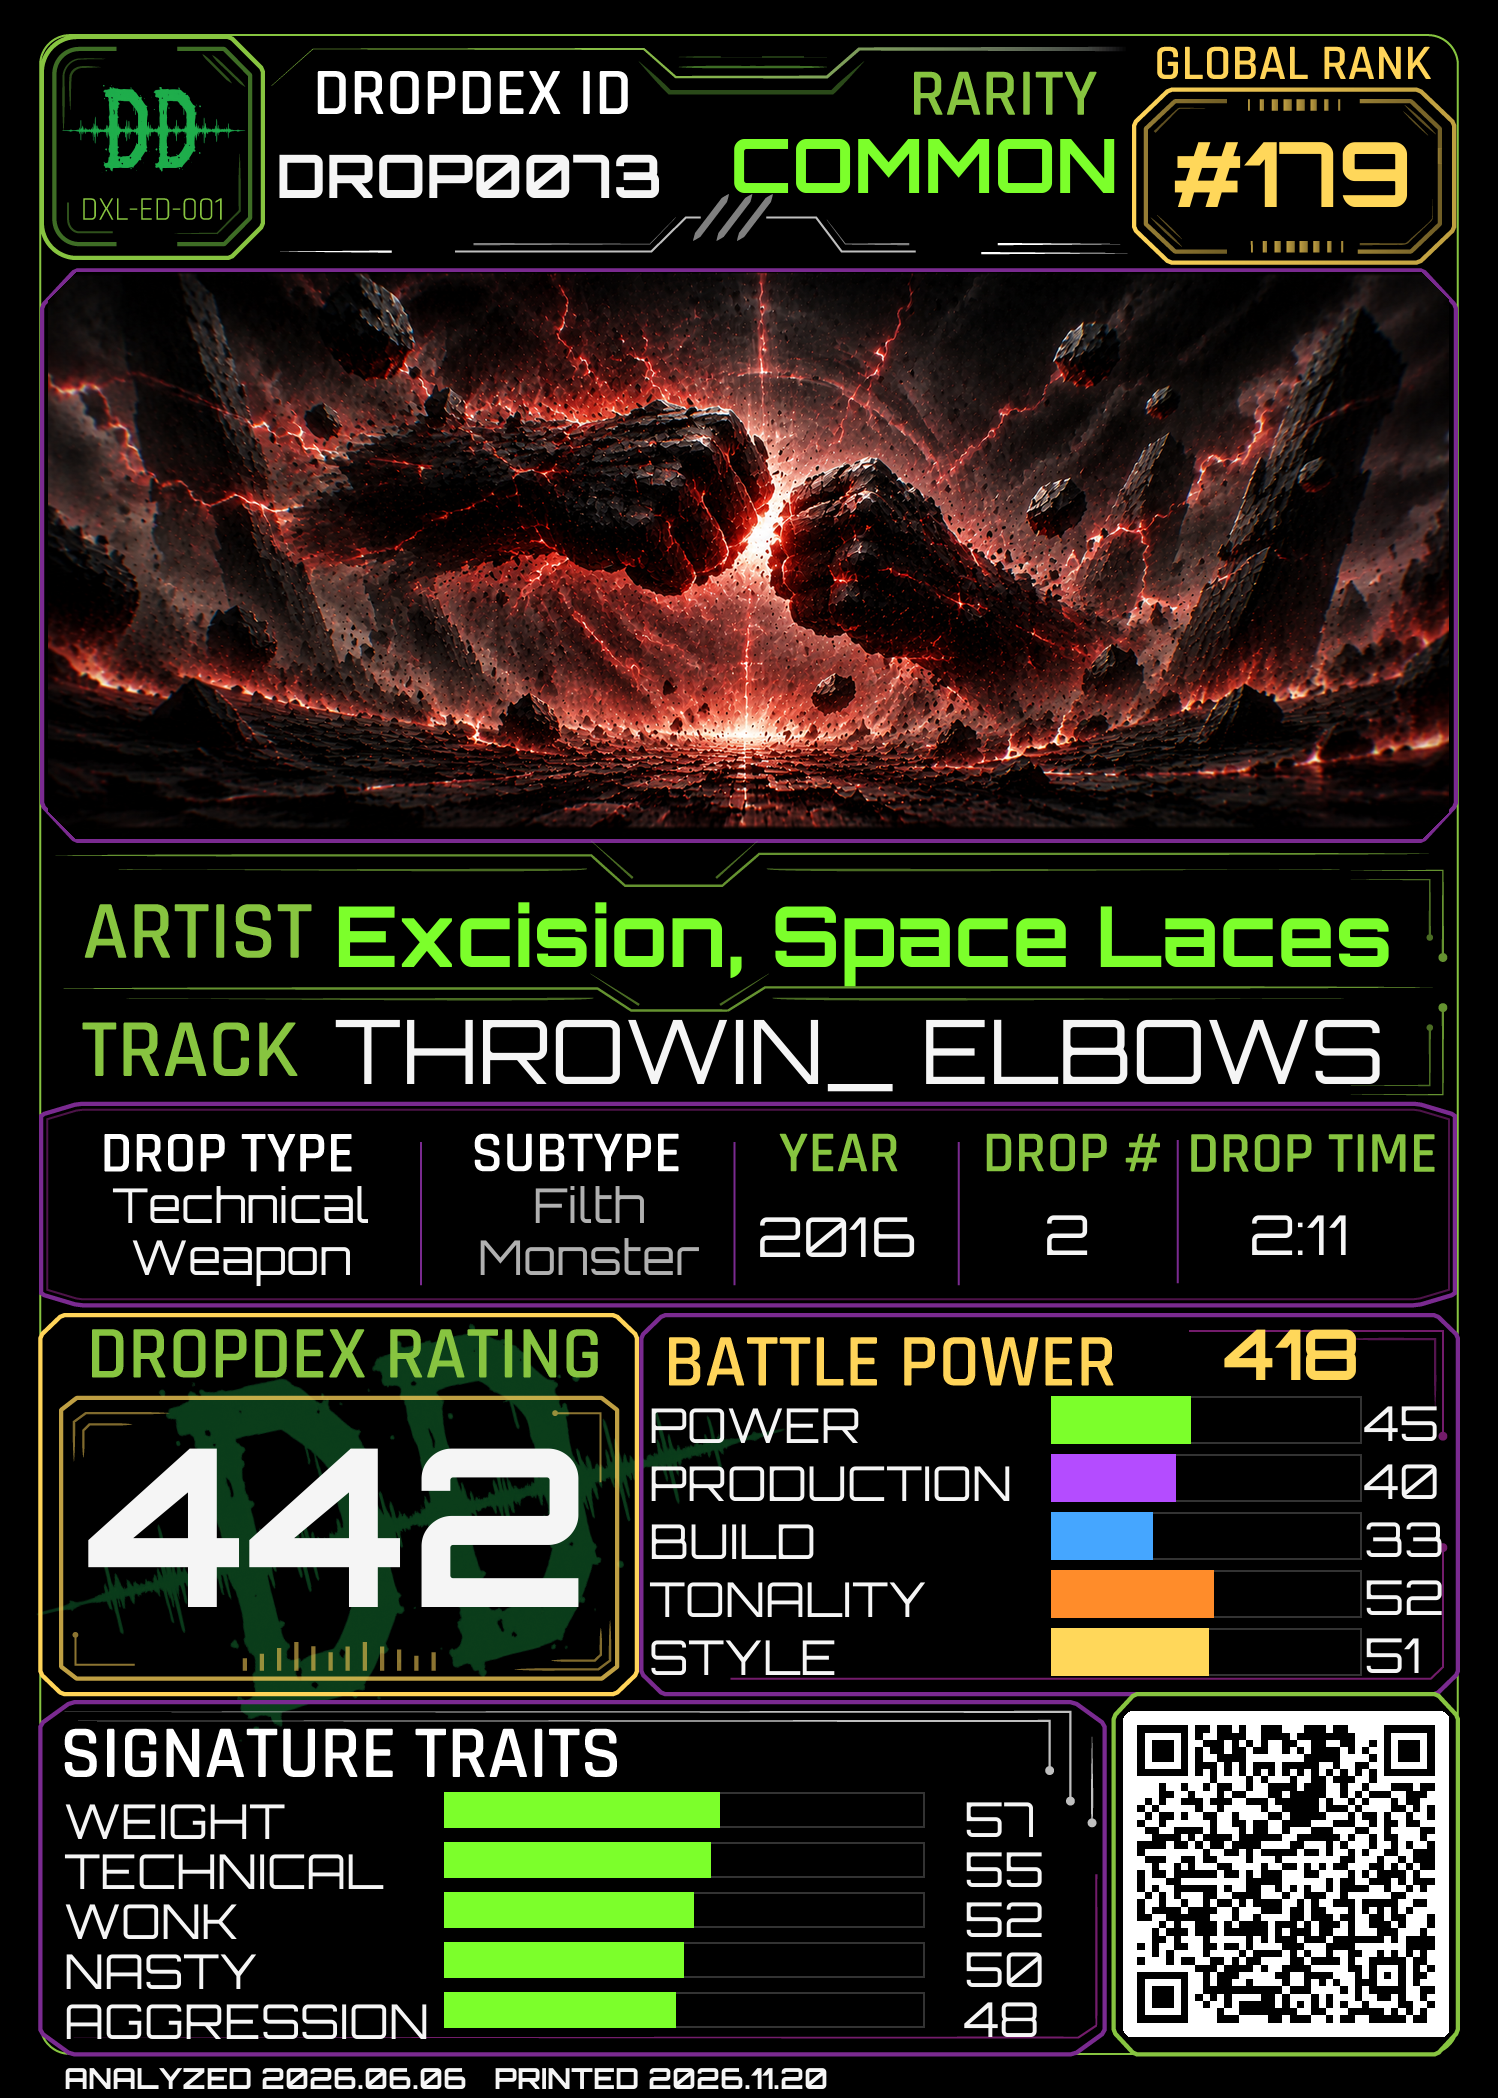 DD
DXL-ED-001
DROPDEX ID
DROP0073
RARITY
COMMON
GLOBAL RANK
#179
ARTIST Excision, Space Laces
TRACK THROWIN_ ELBOWS
DROP TYPE
Technical
Weapon
SUBTYPE
Filth
Monster
YEAR
2016
DROP #
2
DROP TIME
2:11
DROPDEX RATING
442
BATTLE POWER 418
POWER 45
PRODUCTION 40
BUILD 33
TONALITY 52
STYLE 51
SIGNATURE TRAITS
WEIGHT 57
TECHNICAL 55
WONK 52
NASTY 50
AGGRESSION 48
ANALYZED 2026.06.06 PRINTED 2026.11.20